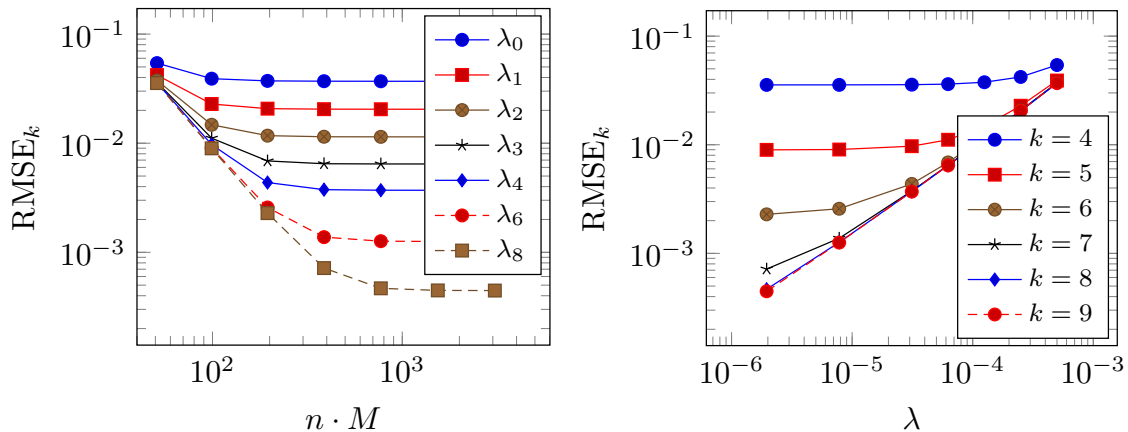 10^{-1}
10^{-2}
10^{-3}
RMSE_k
10^2
10^3
n · M
λ_0
λ_1
λ_2
λ_3
λ_4
λ_6
λ_8
10^{-1}
10^{-2}
10^{-3}
RMSE_k
10^{-6}
10^{-5}
10^{-4}
10^{-3}
λ
k = 4
k = 5
k = 6
k = 7
k = 8
k = 9